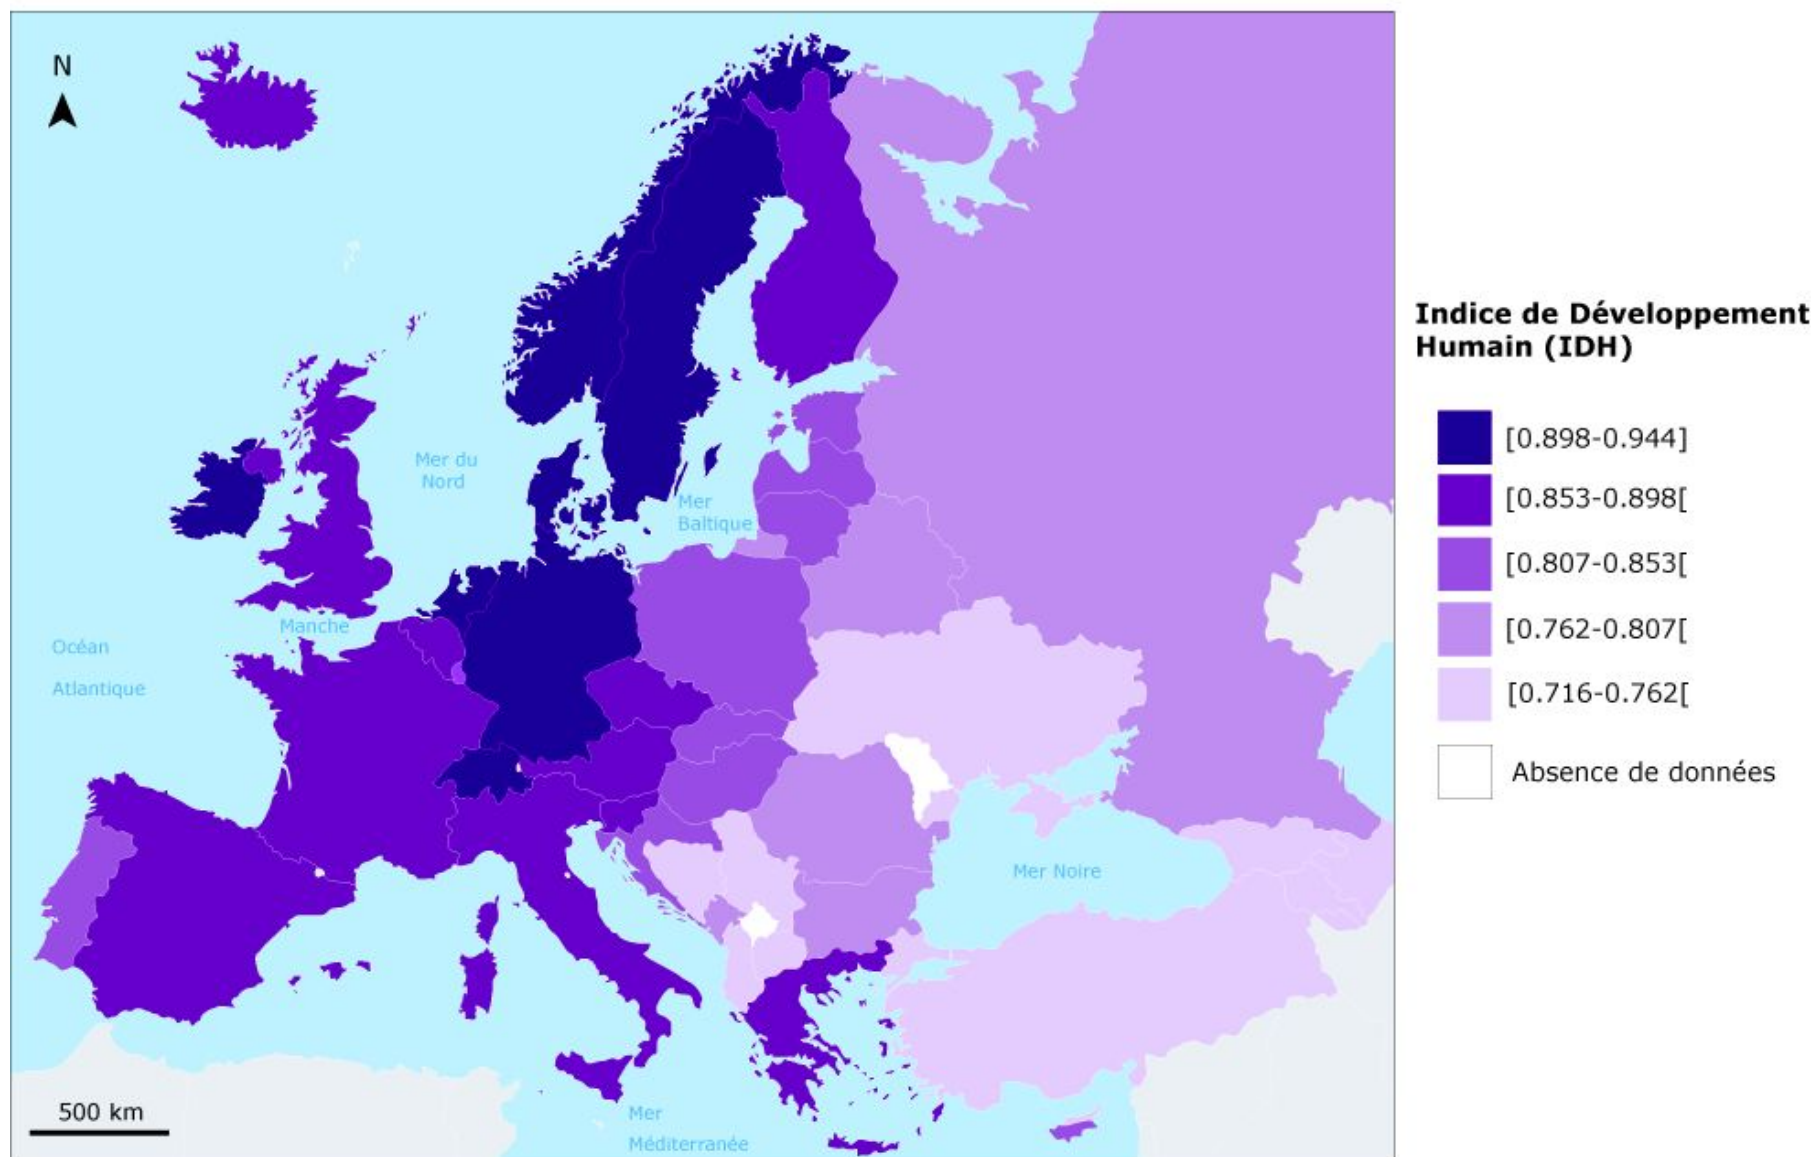 N
Mer du
Nord
Mer
Baltique
Manche
Océan
Atlantique
Mer Noire
Mer
Méditerranée
500 km
Indice de Développement
Humain (IDH)
[0.898-0.944]
[0.853-0.898[
[0.807-0.853[
[0.762-0.807[
[0.716-0.762[
Absence de données